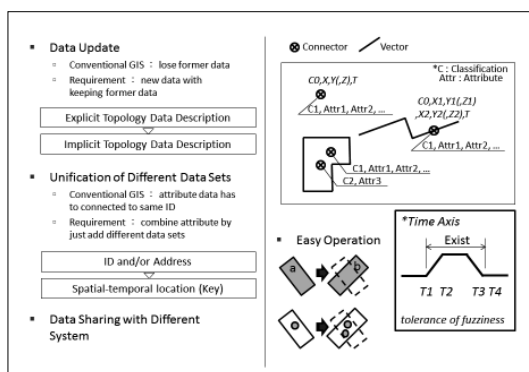 ▪ Data Update
▫ Conventional GIS : lose former data
▫ Requirement : new data with
keeping former data
Explicit Topology Data Description
Implicit Topology Data Description
▪ Unification of Different Data Sets
▫ Conventional GIS : attribute data has
to connected to same ID
▫ Requirement : combine attribute by
just add different data sets
ID and/or Address
Spatial-temporal location (Key)
▪ Data Sharing with Different
System
Connector Vector
*C : Classification
Attr : Attribute
C0,X,Y(,Z),T
C1, Attr1, Attr2, ...
C0,X1,Y1(,Z1)
,X2,Y2(,Z2),T
C1, Attr1, Attr2, ...
C1, Attr1, Attr2, ...
C2, Attr3
▪ Easy Operation
a b
*Time Axis
Exist
T1 T2 T3 T4
tolerance of fuzziness